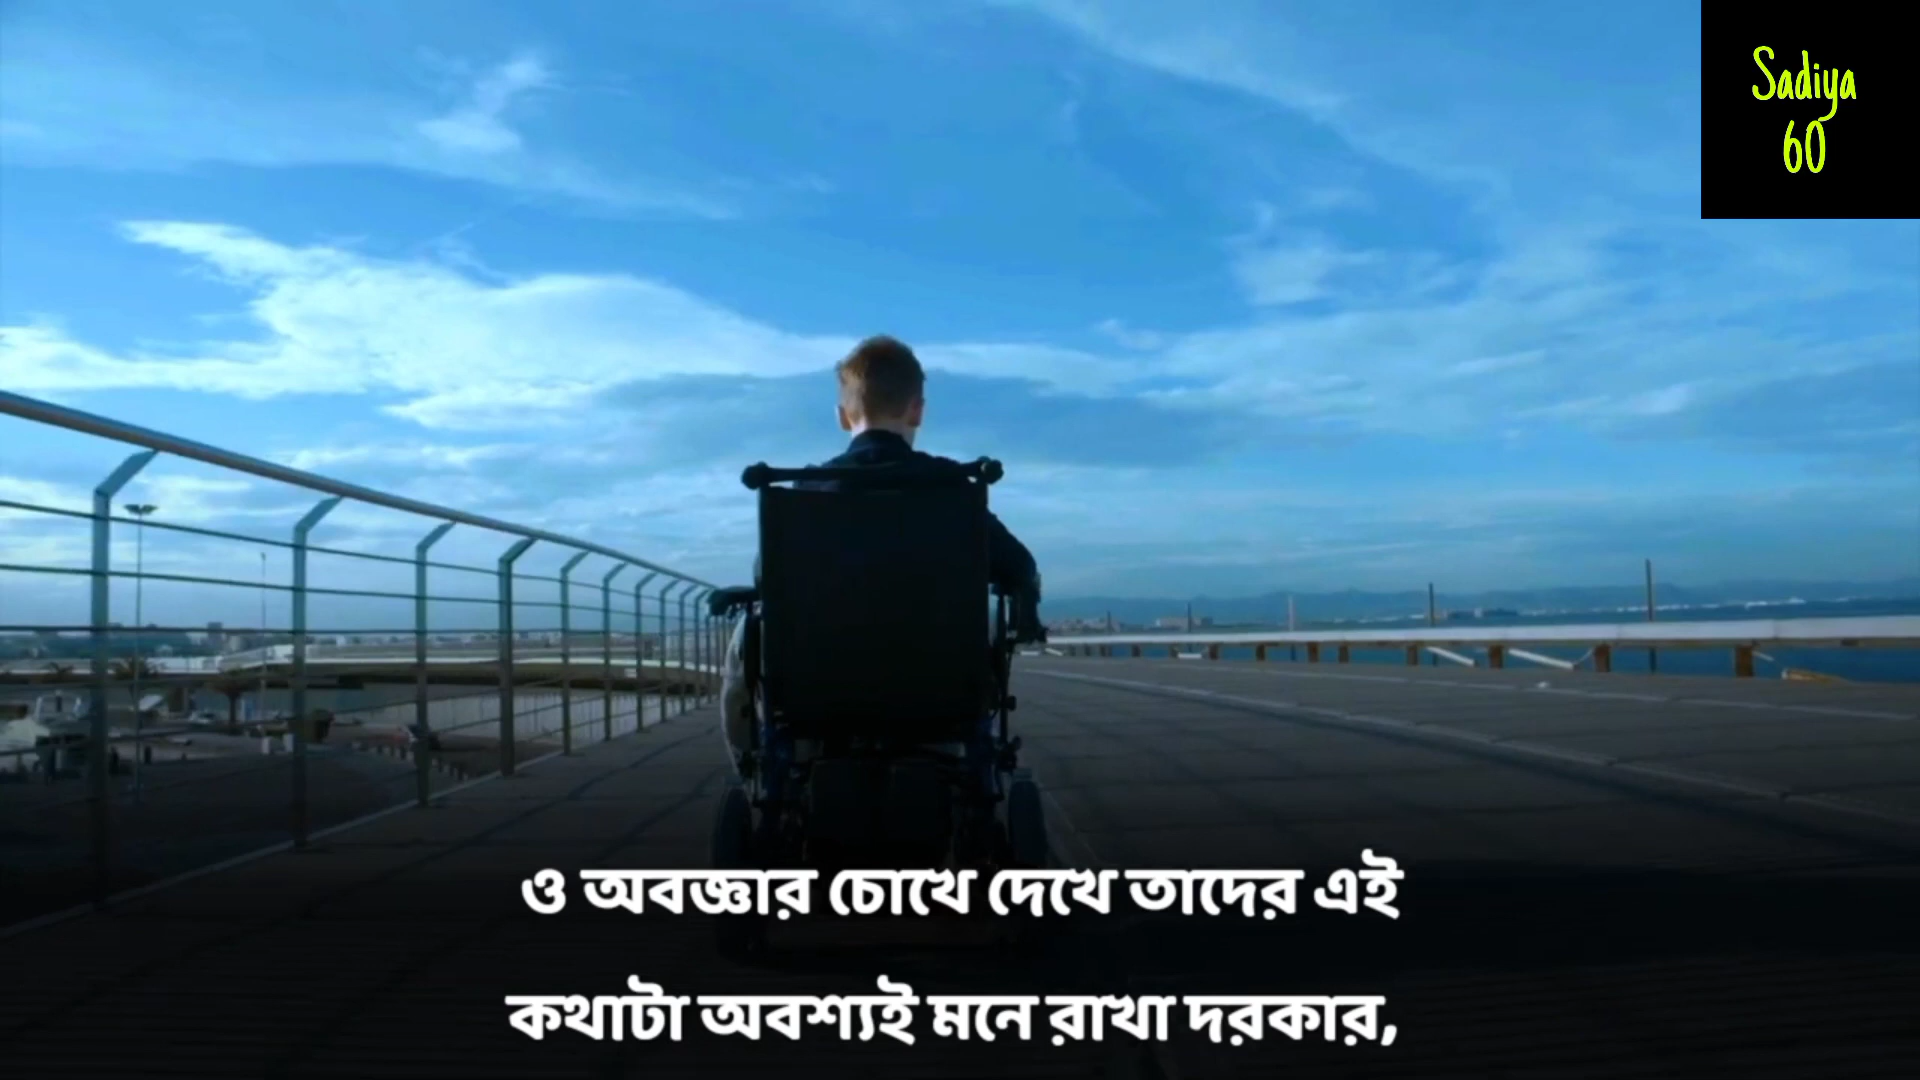 Sadiya
60
ও অবজ্ঞার চোখে দেখে তাদের এই
কথাটা অবশ্যই মনে রাখা দরকার,